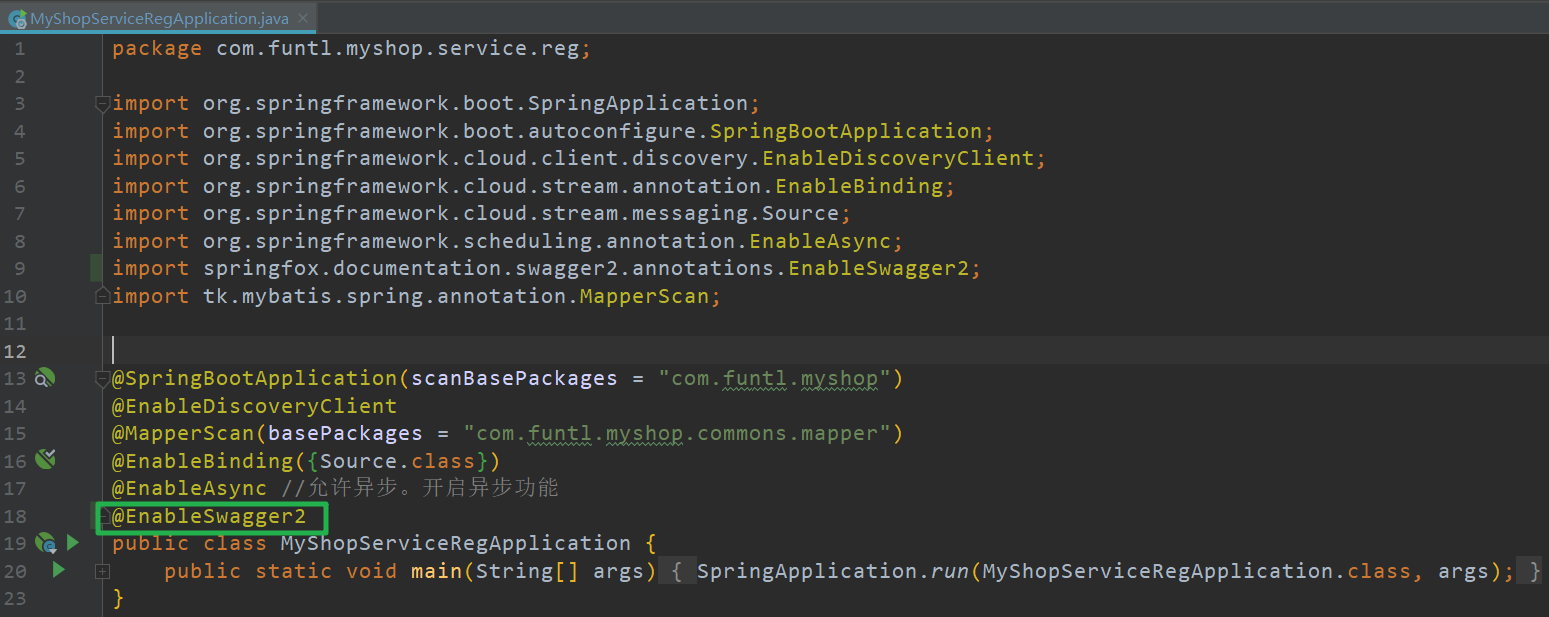 MyShopServiceRegApplication.java
1 package com.funtl.myshop.service.reg;
2
3 import org.springframework.boot.SpringApplication;
4 import org.springframework.boot.autoconfigure.SpringBootApplication;
5 import org.springframework.cloud.client.discovery.EnableDiscoveryClient;
6 import org.springframework.cloud.stream.annotation.EnableBinding;
7 import org.springframework.cloud.stream.messaging.Source;
8 import org.springframework.scheduling.annotation.EnableAsync;
9 import springfox.documentation.swagger2.annotations.EnableSwagger2;
10 import tk.mybatis.spring.annotation.MapperScan;
11
12
13 @SpringBootApplication(scanBasePackages = "com.funtl.myshop")
14 @EnableDiscoveryClient
15 @MapperScan(basePackages = "com.funtl.myshop.commons.mapper")
16 @EnableBinding({Source.class})
17 @EnableAsync //允许异步。开启异步功能
18 @EnableSwagger2
19 public class MyShopServiceRegApplication {
20     public static void main(String[] args) { SpringApplication.run(MyShopServiceRegApplication.class, args); }
23 }